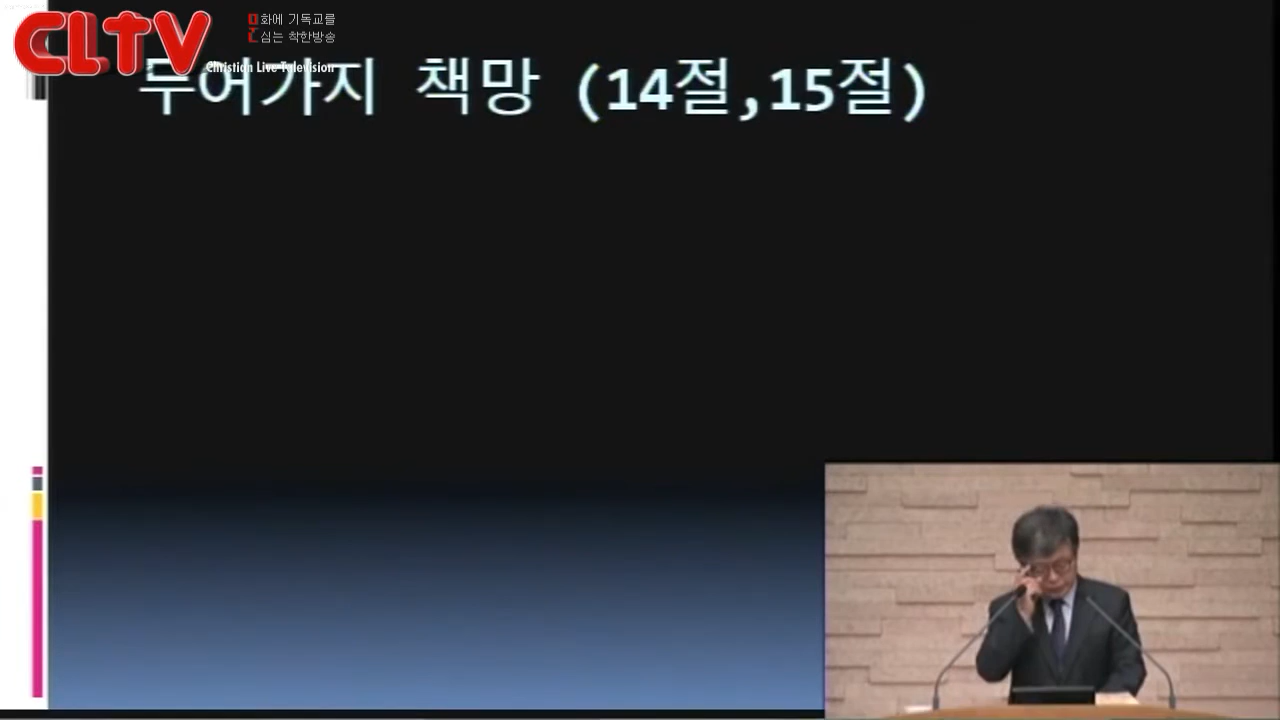 CLTV
문화에 기독교를
심는 착한방송
Christian Live Television
두어가지 책망 (14절,15절)